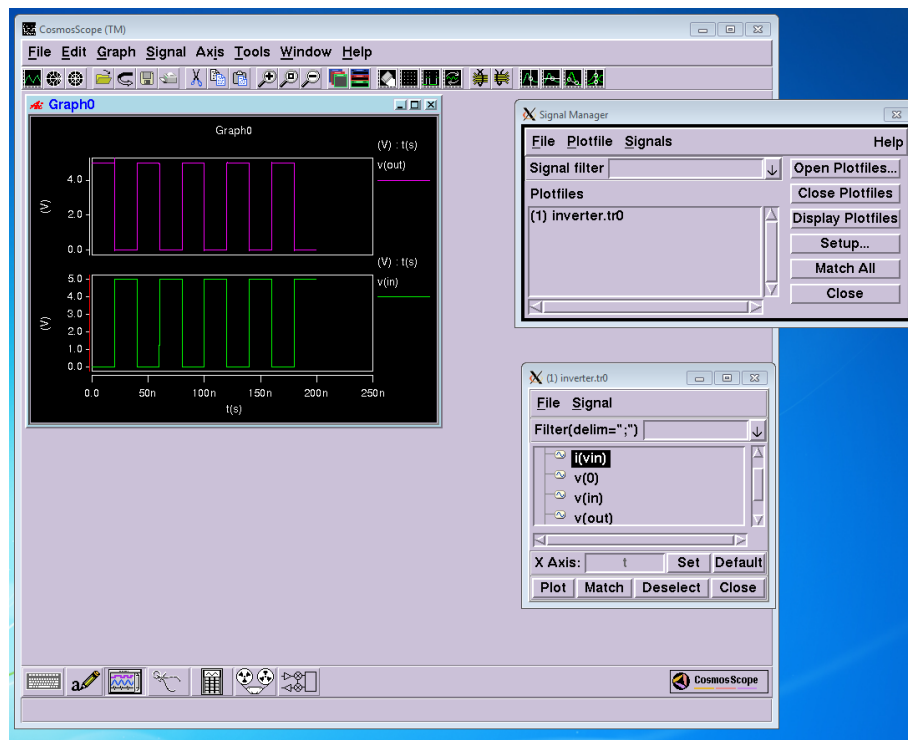 CosmosScope (TM)
File Edit Graph Signal Axis Tools Window Help
Graph0
Graph0
(V) : t(s)
v(out)
4.0
2.0
0.0
(V)
(V) : t(s)
v(in)
5.0
4.0
3.0
2.0
1.0
0.0
(V)
0.0 50n 100n 150n 200n 250n
t(s)
Signal Manager
File Plotfile Signals Help
Signal filter
Open Plotfiles...
Plotfiles
Close Plotfiles
(1) inverter.tr0
Display Plotfiles
Setup...
Match All
Close
(1) inverter.tr0
File Signal
Filter(delim=";")
i(vin)
v(0)
v(in)
v(out)
X Axis: t Set Default
Plot Match Deselect Close
a
CosmosScope